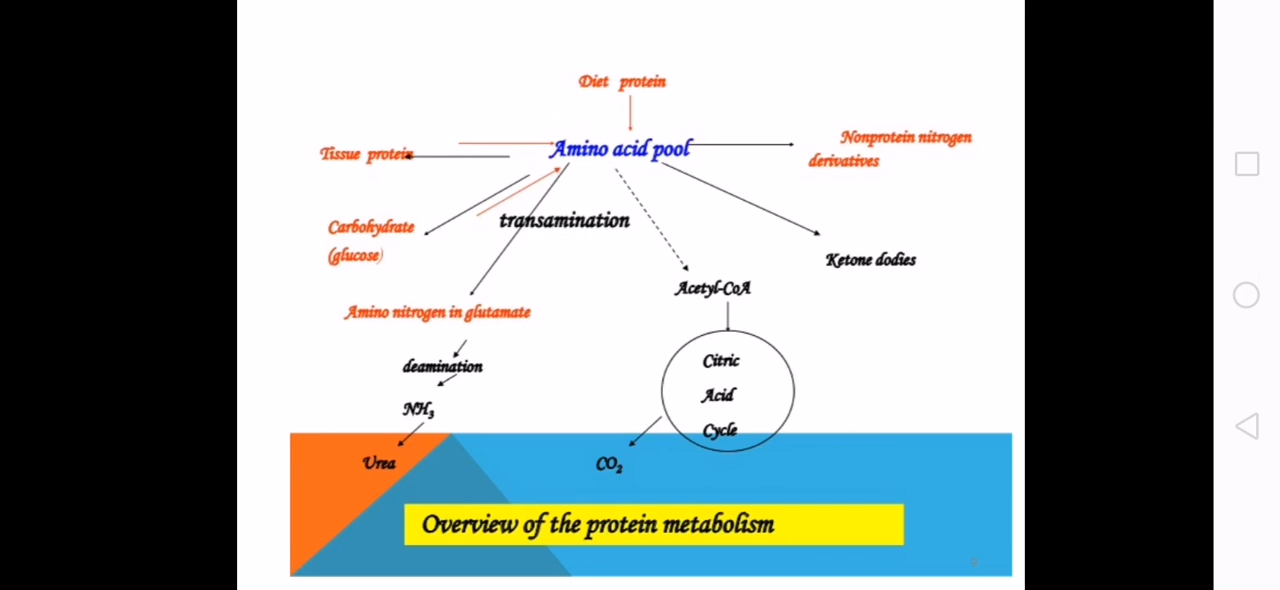 Diet protein
Tissue protein
Amino acid pool
Nonprotein nitrogen
derivatives
Carbohydrate
(glucose)
transamination
Ketone dodies
Acetyl-CoA
Amino nitrogen in glutamate
deamination
NH₃
Urea
Citric
Acid
Cycle
CO₂
Overview of the protein metabolism
9